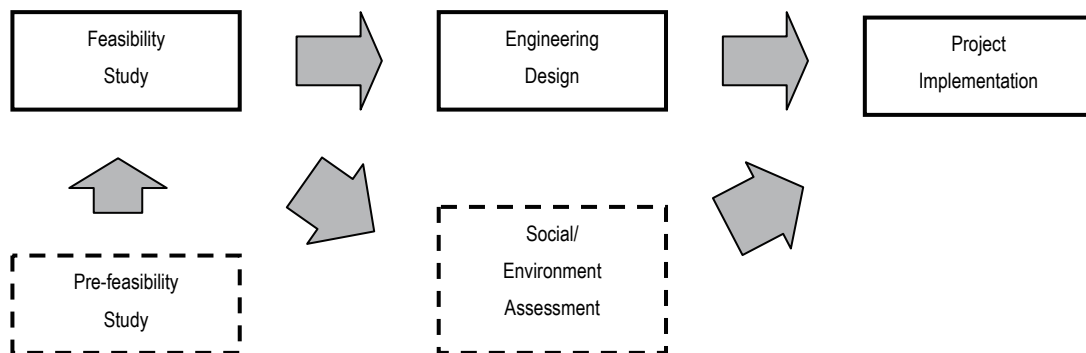 Feasibility
Study
Engineering
Design
Project
Implementation
Pre-feasibility
Study
Social/
Environment
Assessment